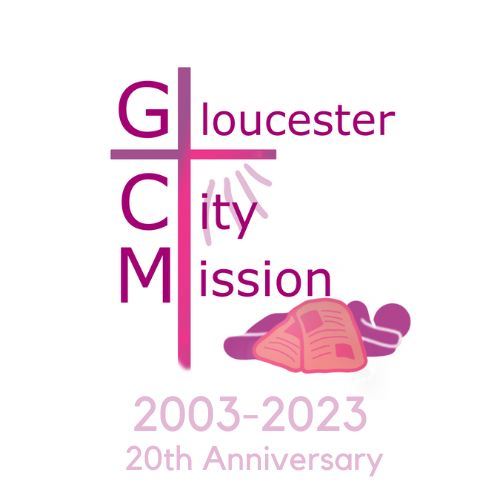 Gloucester
City
Mission
2003-2023
20th Anniversary